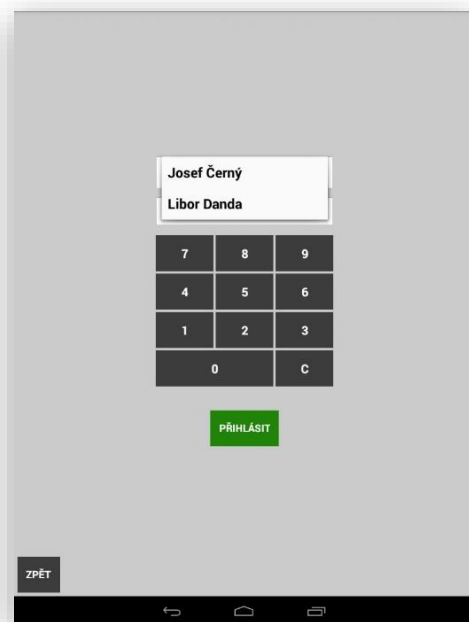 Josef Černý
Libor Danda
7 8 9
4 5 6
1 2 3
0 C
PŘIHLÁSIT
ZPĚT